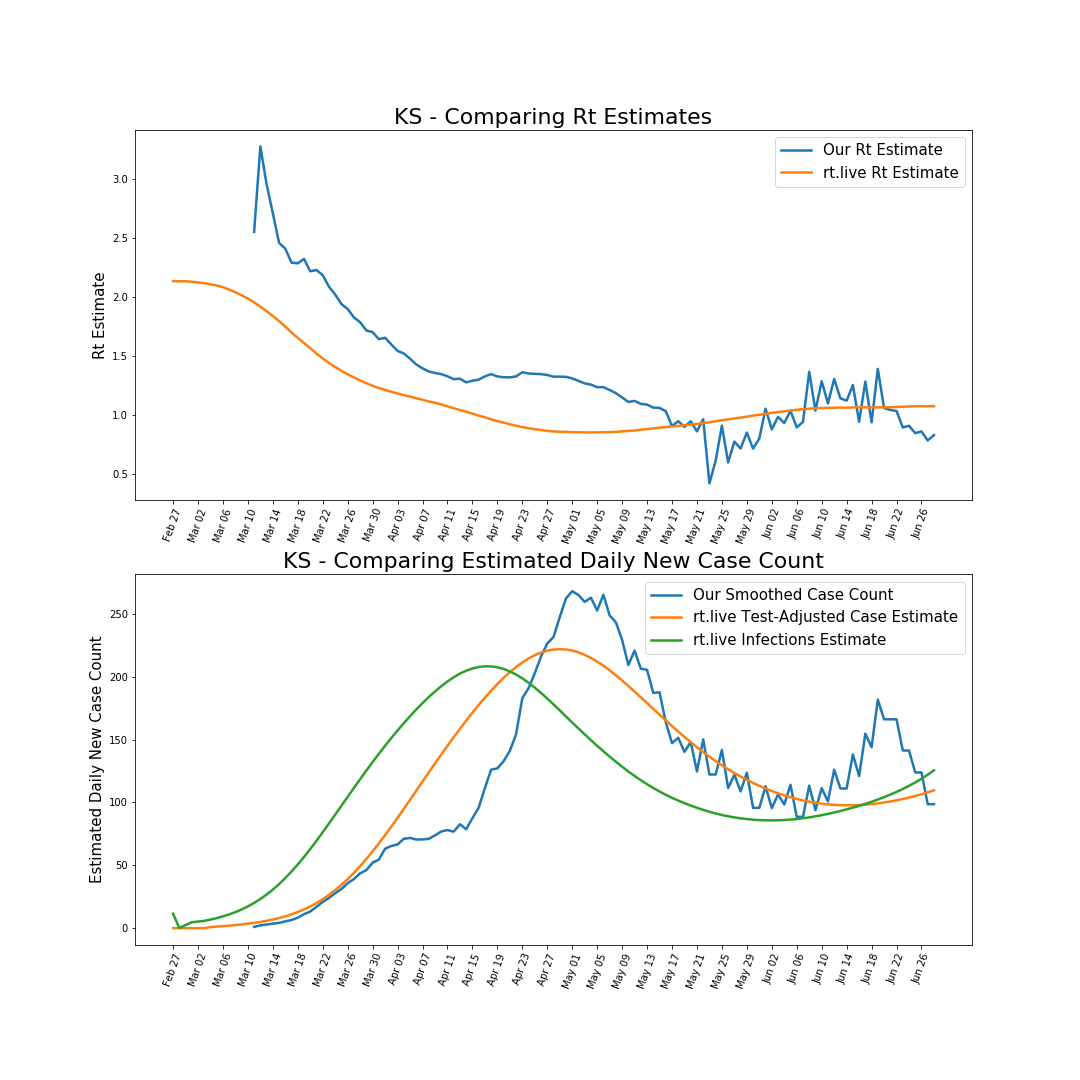 KS - Comparing Rt Estimates
Our Rt Estimate
rt.live Rt Estimate
Rt Estimate
3.0
2.5
2.0
1.5
1.0
0.5
Feb 27
Mar 02
Mar 06
Mar 10
Mar 14
Mar 18
Mar 22
Mar 26
Mar 30
Apr 03
Apr 07
Apr 11
Apr 15
Apr 19
Apr 23
Apr 27
May 01
May 05
May 09
May 13
May 17
May 21
May 25
May 29
Jun 02
Jun 06
Jun 10
Jun 14
Jun 18
Jun 22
Jun 26
KS - Comparing Estimated Daily New Case Count
Our Smoothed Case Count
rt.live Test-Adjusted Case Estimate
rt.live Infections Estimate
Estimated Daily New Case Count
250
200
150
100
50
0
Feb 27
Mar 02
Mar 06
Mar 10
Mar 14
Mar 18
Mar 22
Mar 26
Mar 30
Apr 03
Apr 07
Apr 11
Apr 15
Apr 19
Apr 23
Apr 27
May 01
May 05
May 09
May 13
May 17
May 21
May 25
May 29
Jun 02
Jun 06
Jun 10
Jun 14
Jun 18
Jun 22
Jun 26